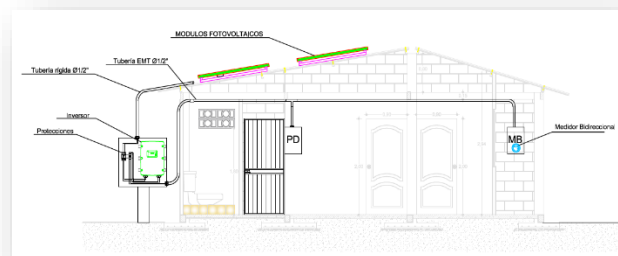 MODULOS FOTOVOLTAICOS
Tubería EMT Ø1/2"
Tubería rígida Ø1/2"
Inversor
Protecciones
PD
MB
Medidor Bidireccional